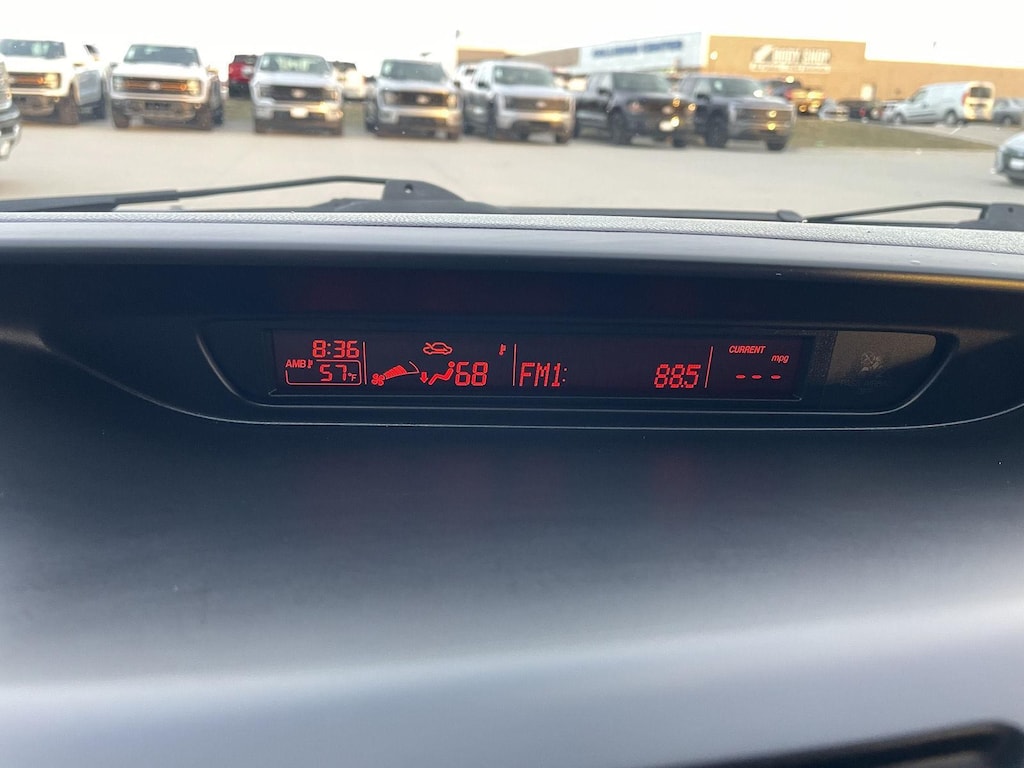 BODY SHOP
8:36
AMB 57°F
68
FM1:
88.5
CURRENT
mpg
---